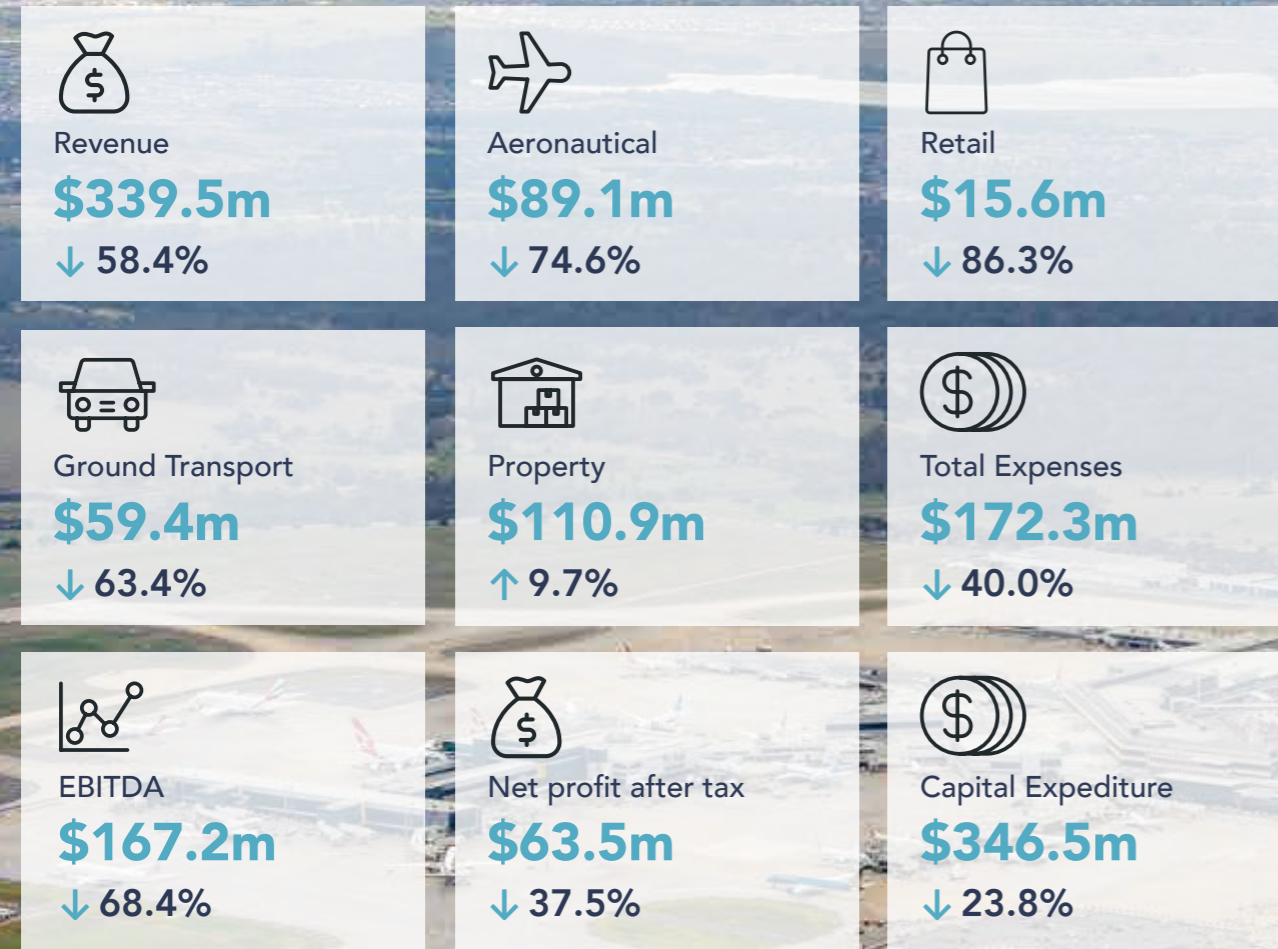 Revenue
$339.5m
↓ 58.4%
Aeronautical
$89.1m
↓ 74.6%
Retail
$15.6m
↓ 86.3%
Ground Transport
$59.4m
↓ 63.4%
Property
$110.9m
↑ 9.7%
Total Expenses
$172.3m
↓ 40.0%
EBITDA
$167.2m
↓ 68.4%
Net profit after tax
$63.5m
↓ 37.5%
Capital Expediture
$346.5m
↓ 23.8%